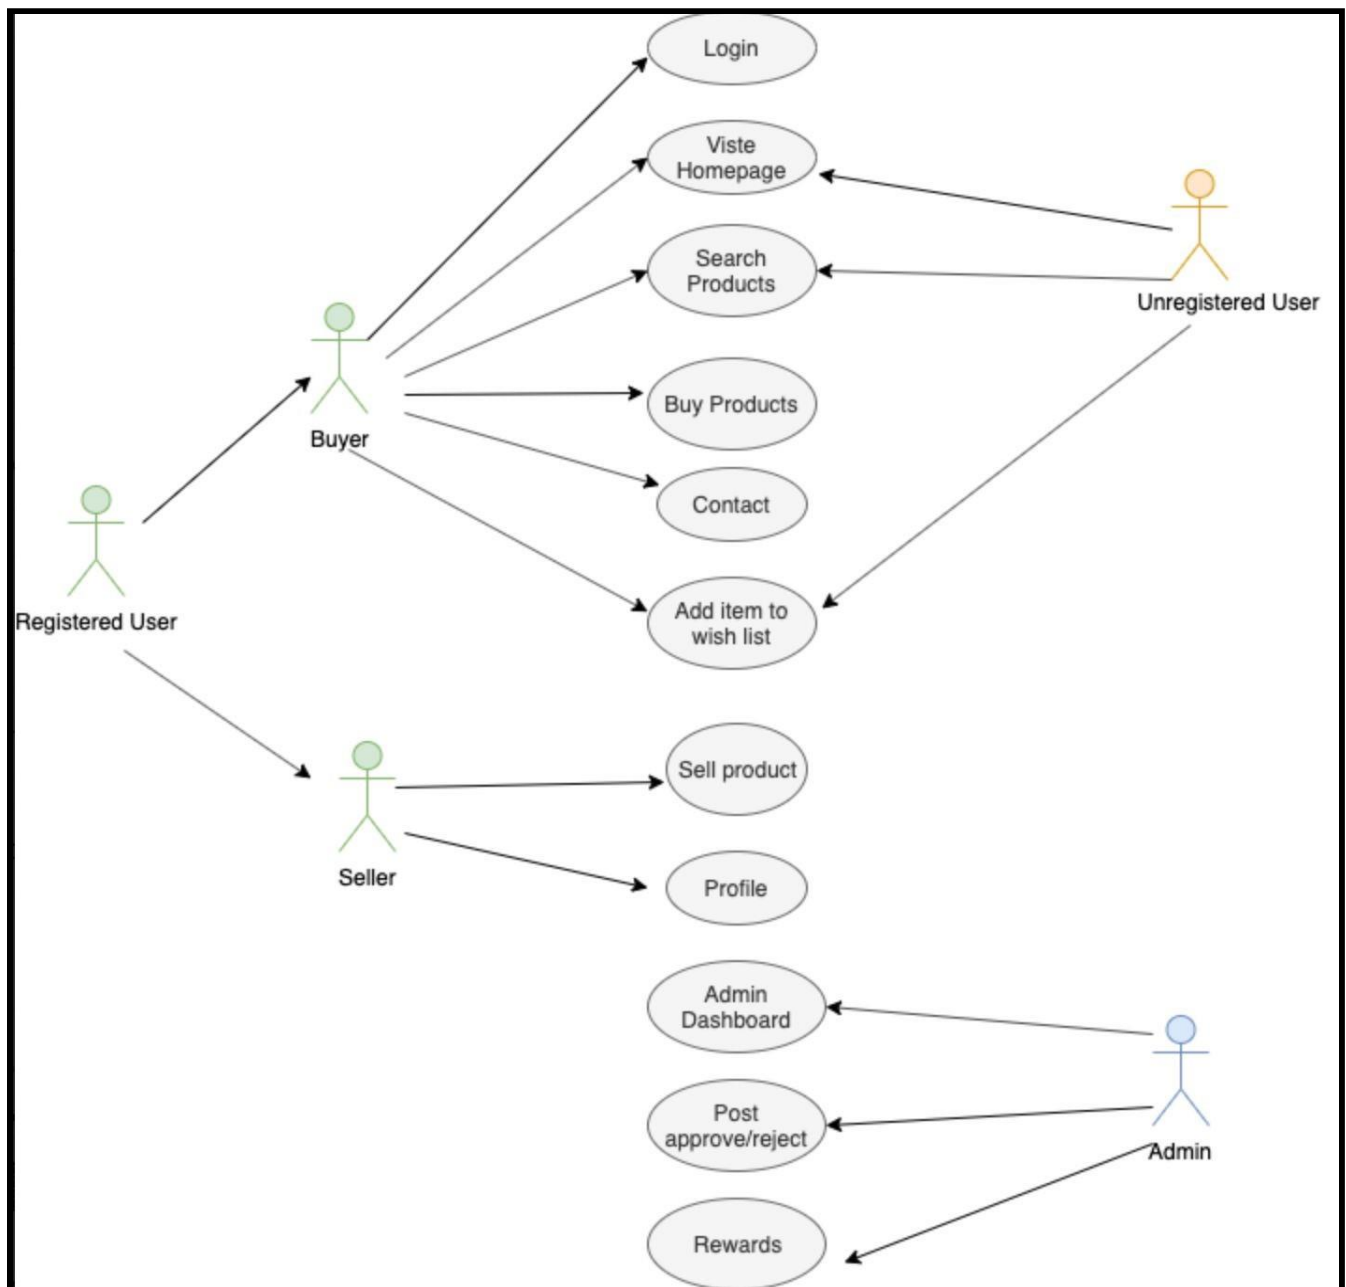 Login
Viste
Homepage
Search
Products
Unregistered User
Buy Products
Buyer
Contact
Add item to
wish list
Registered User
Sell product
Seller
Profile
Admin
Dashboard
Post
approve/reject
Admin
Rewards